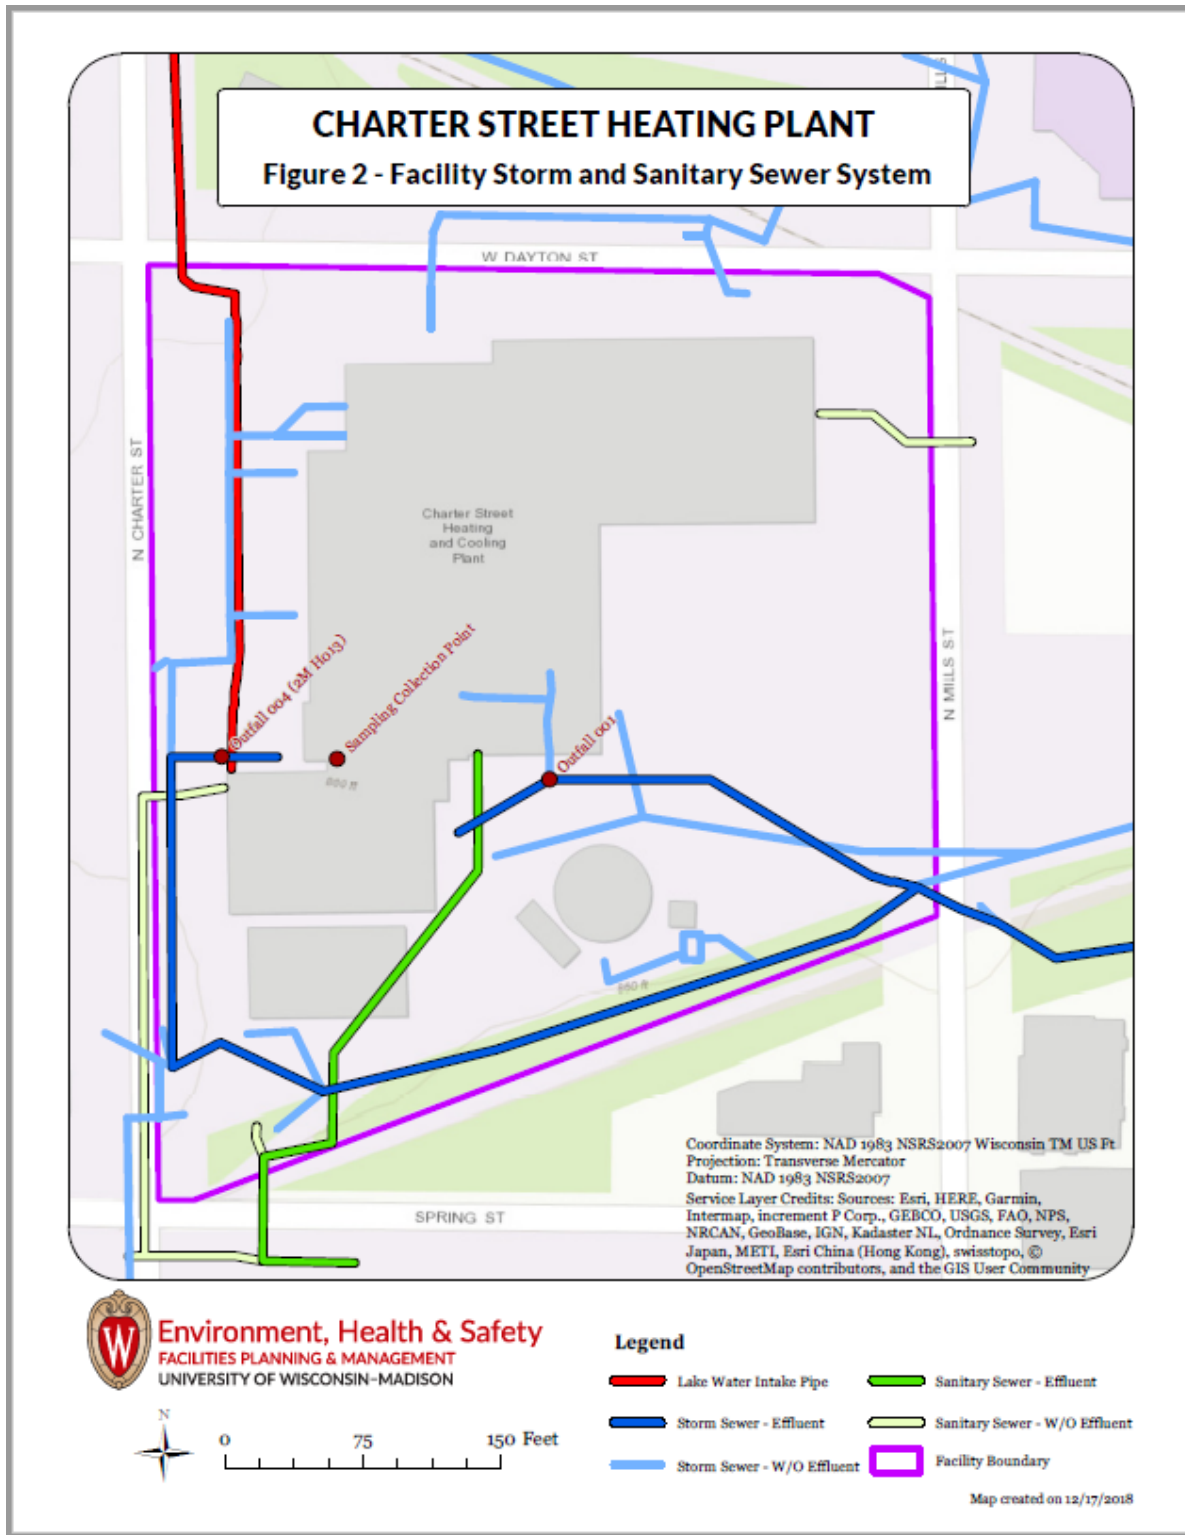 CHARTER STREET HEATING PLANT
Figure 2 - Facility Storm and Sanitary Sewer System
W DAYTON ST
N CHARTER ST
Charter Street
Heating
and Cooling
Plant
N MILLS ST
Outfall 004 (2M H013)
Sampling Collection Point
Outfall 001
880 ft
860 ft
SPRING ST
Coordinate System: NAD 1983 NSRS2007 Wisconsin TM US Ft
Projection: Transverse Mercator
Datum: NAD 1983 NSRS2007
Service Layer Credits: Sources: Esri, HERE, Garmin,
Intermap, increment P Corp., GEBCO, USGS, FAO, NPS,
NRCAN, GeoBase, IGN, Kadaster NL, Ordnance Survey, Esri
Japan, METI, Esri China (Hong Kong), swisstopo, ©
OpenStreetMap contributors, and the GIS User Community
W
Environment, Health & Safety
FACILITIES PLANNING & MANAGEMENT
UNIVERSITY OF WISCONSIN-MADISON
N
0 75 150 Feet
Legend
Lake Water Intake Pipe
Storm Sewer - Effluent
Storm Sewer - W/O Effluent
Sanitary Sewer - Effluent
Sanitary Sewer - W/O Effluent
Facility Boundary
Map created on 12/17/2018